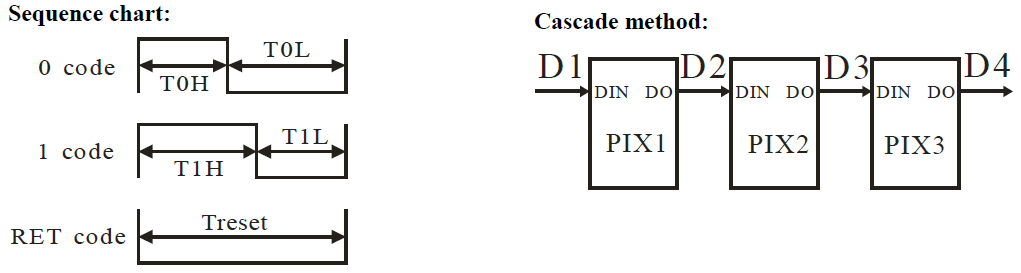 Sequence chart:
0 code
T0H
T0L
1 code
T1H
T1L
RET code
Treset
Cascade method:
D1
D2
D3
D4
DIN DO
DIN DO
DIN DO
PIX1
PIX2
PIX3